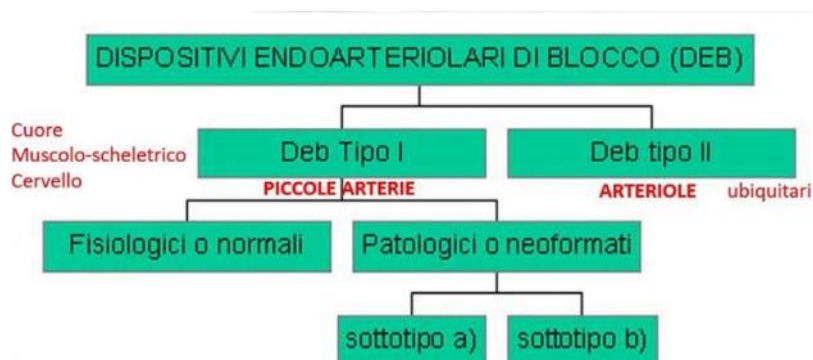 DISPOSITIVI ENDOARTERIOLARI DI BLOCCO (DEB)
Cuore
Muscolo-scheletrico
Cervello
Deb Tipo I
Deb tipo II
PICCOLE ARTERIE
ARTERIOLE ubiquitari
Fisiologici o normali
Patologici o neoformati
sottotipo a)
sottotipo b)